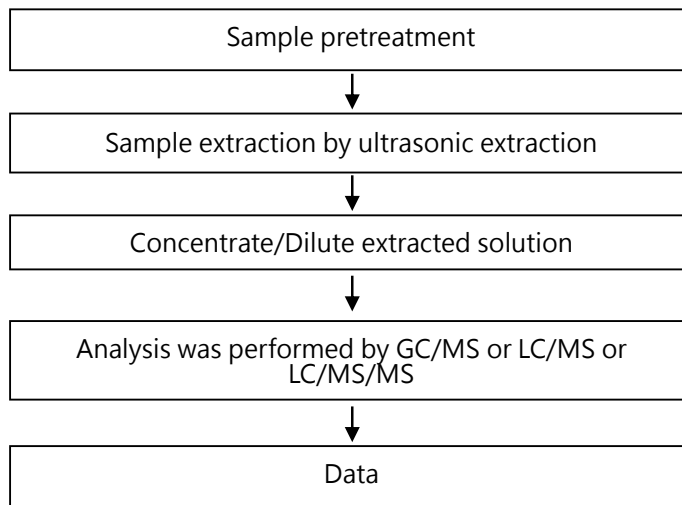 Sample pretreatment
Sample extraction by ultrasonic extraction
Concentrate/Dilute extracted solution
Analysis was performed by GC/MS or LC/MS or
LC/MS/MS
Data